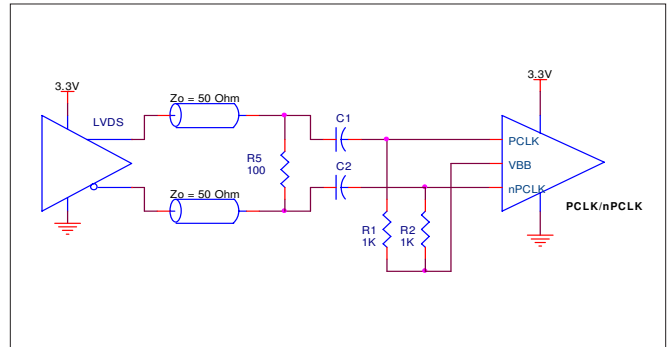 3.3V
3.3V
Zo = 50 Ohm
LVDS
C1
PCLK
R5
100
C2
VBB
Zo = 50 Ohm
nPCLK
PCLK/nPCLK
R1
1K
R2
1K